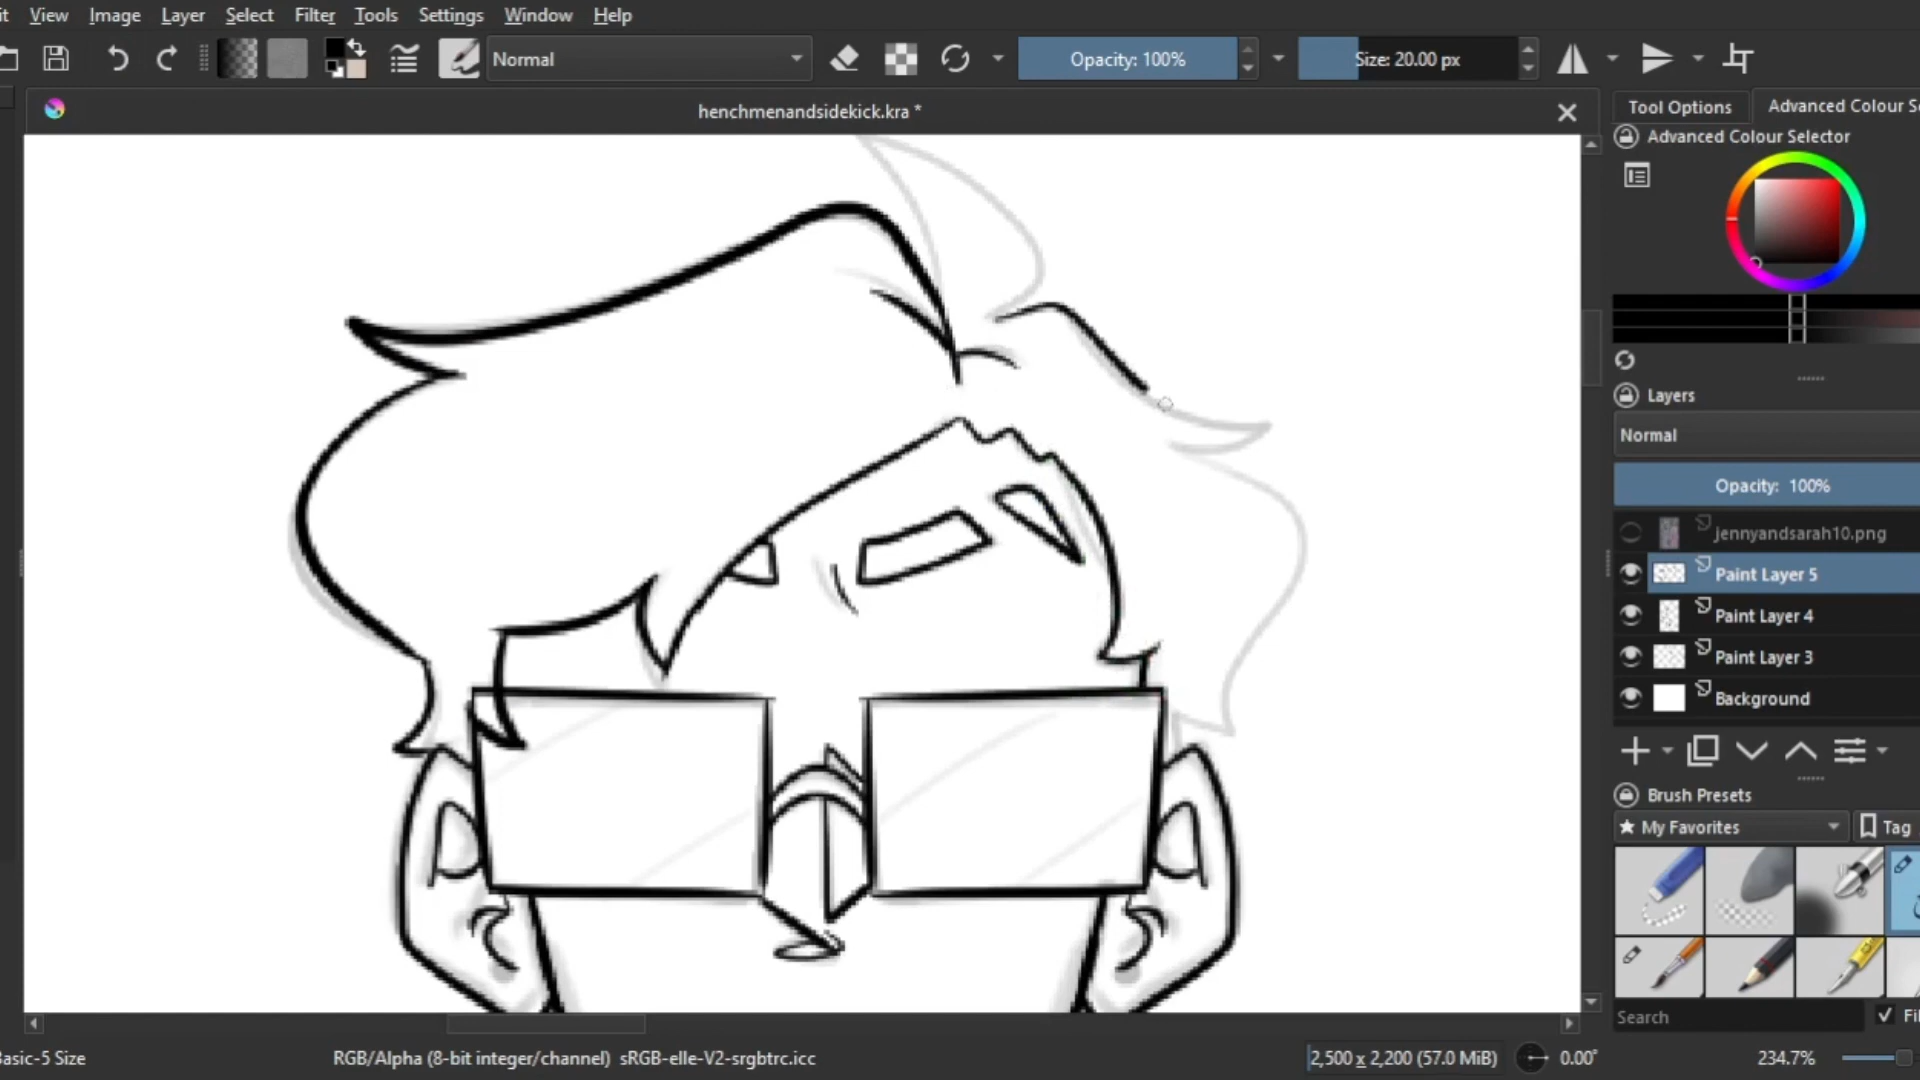 it View Image Layer Select Filter Tools Settings Window Help
Normal Opacity: 100% Size: 20.00 px
henchmenandsidekick.kra *
Tool Options Advanced Colour Se
Advanced Colour Selector
Layers
Normal
Opacity: 100%
jennyandsarah10.png
Paint Layer 5
Paint Layer 4
Paint Layer 3
Background
Brush Presets
★ My Favorites Tag
Search Fil
Basic-5 Size RGB/Alpha (8-bit integer/channel) sRGB-elle-V2-srgbtrc.icc 2,500 x 2,200 (57.0 MiB) 0.00° 234.7%